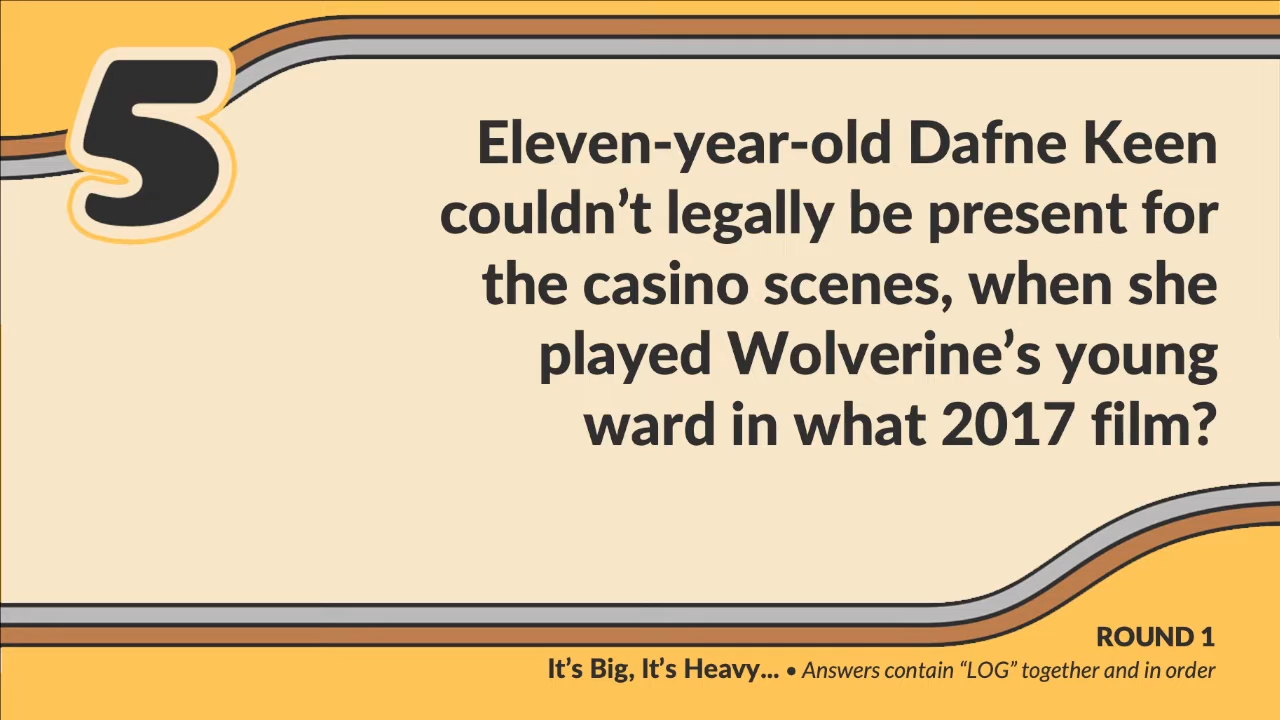 5
Eleven-year-old Dafne Keen
couldn’t legally be present for
the casino scenes, when she
played Wolverine’s young
ward in what 2017 film?
ROUND 1
It’s Big, It’s Heavy... • Answers contain “LOG” together and in order